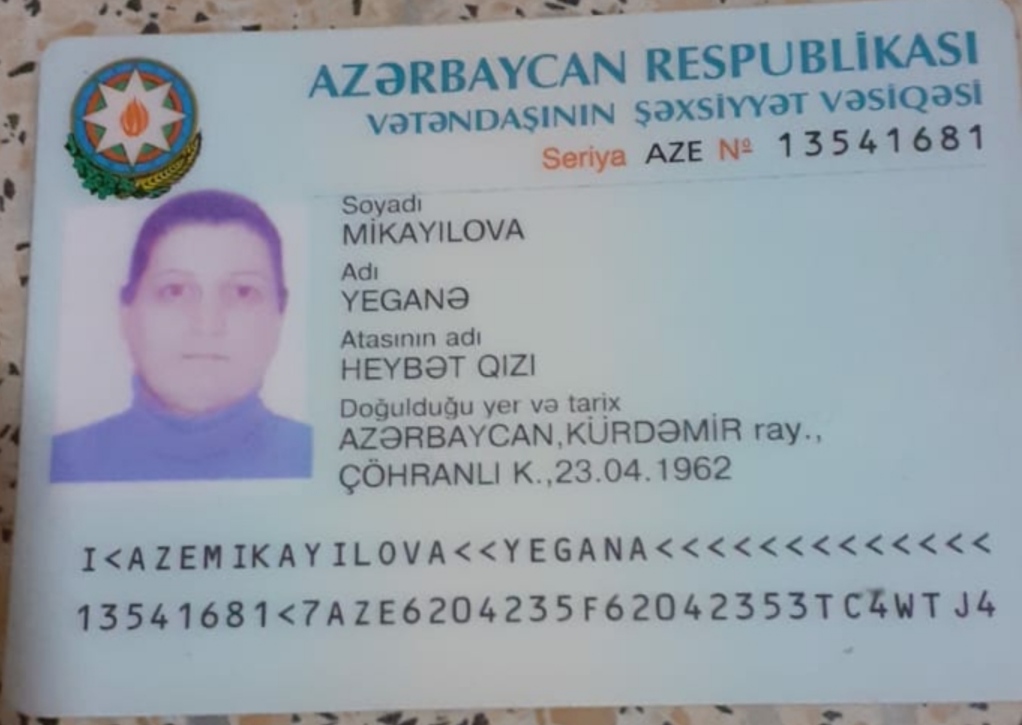 AZƏRBAYCAN RESPUBLİKASI
VƏTƏNDAŞININ ŞƏXSİYYƏT VƏSİQƏSİ
Seriya AZE № 13541681
Soyadı
MİKAYILOVA
Adı
YEGANƏ
Atasının adı
HEYBƏT QIZI
Doğulduğu yer və tarix
AZƏRBAYCAN,KÜRDƏMİR ray.,
ÇÖHRANLI K.,23.04.1962
I<AZEMIKAYILOVA<<YEGANA<<<<<<<<<<<<<<
13541681<7AZE6204235F62042353TC4WTJ4